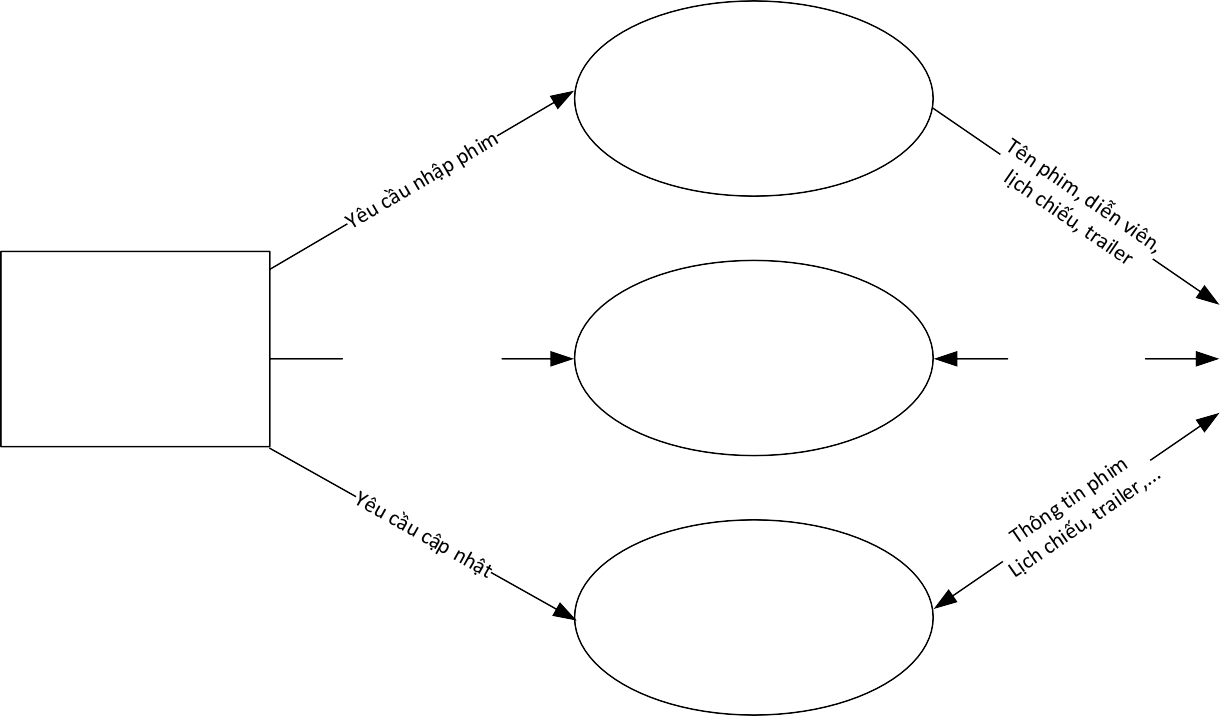 Yêu cầu nhập phim
Tên phim, diễn viên,
lịch chiếu, trailer
Yêu cầu cập nhật
Thông tin phim
Lịch chiếu, trailer,...